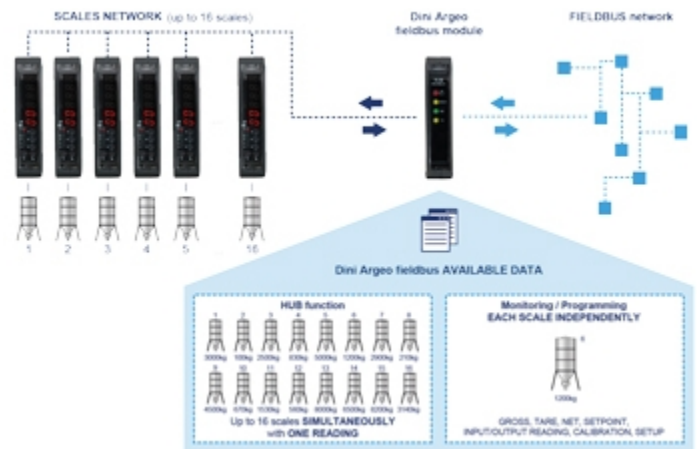 SCALES NETWORK (up to 16 scales)
Dini Argeo
fieldbus module
FIELDBUS network
1 2 3 4 5 16
Dini Argeo fieldbus AVAILABLE DATA
HUB function
1 2 3 4 5 6 7 8
3000kg 100kg 2500kg 830kg 5000kg 1200kg 2900kg 210kg
9 10 11 12 13 14 15 16
4500kg 670kg 1530kg 580kg 8000kg 6500kg 8200kg 3140kg
Up to 16 scales SIMULTANEOUSLY
with ONE READING
Monitoring / Programming
EACH SCALE INDEPENDENTLY
6
1200kg
GROSS, TARE, NET, SETPOINT,
INPUT/OUTPUT READING, CALIBRATION, SETUP